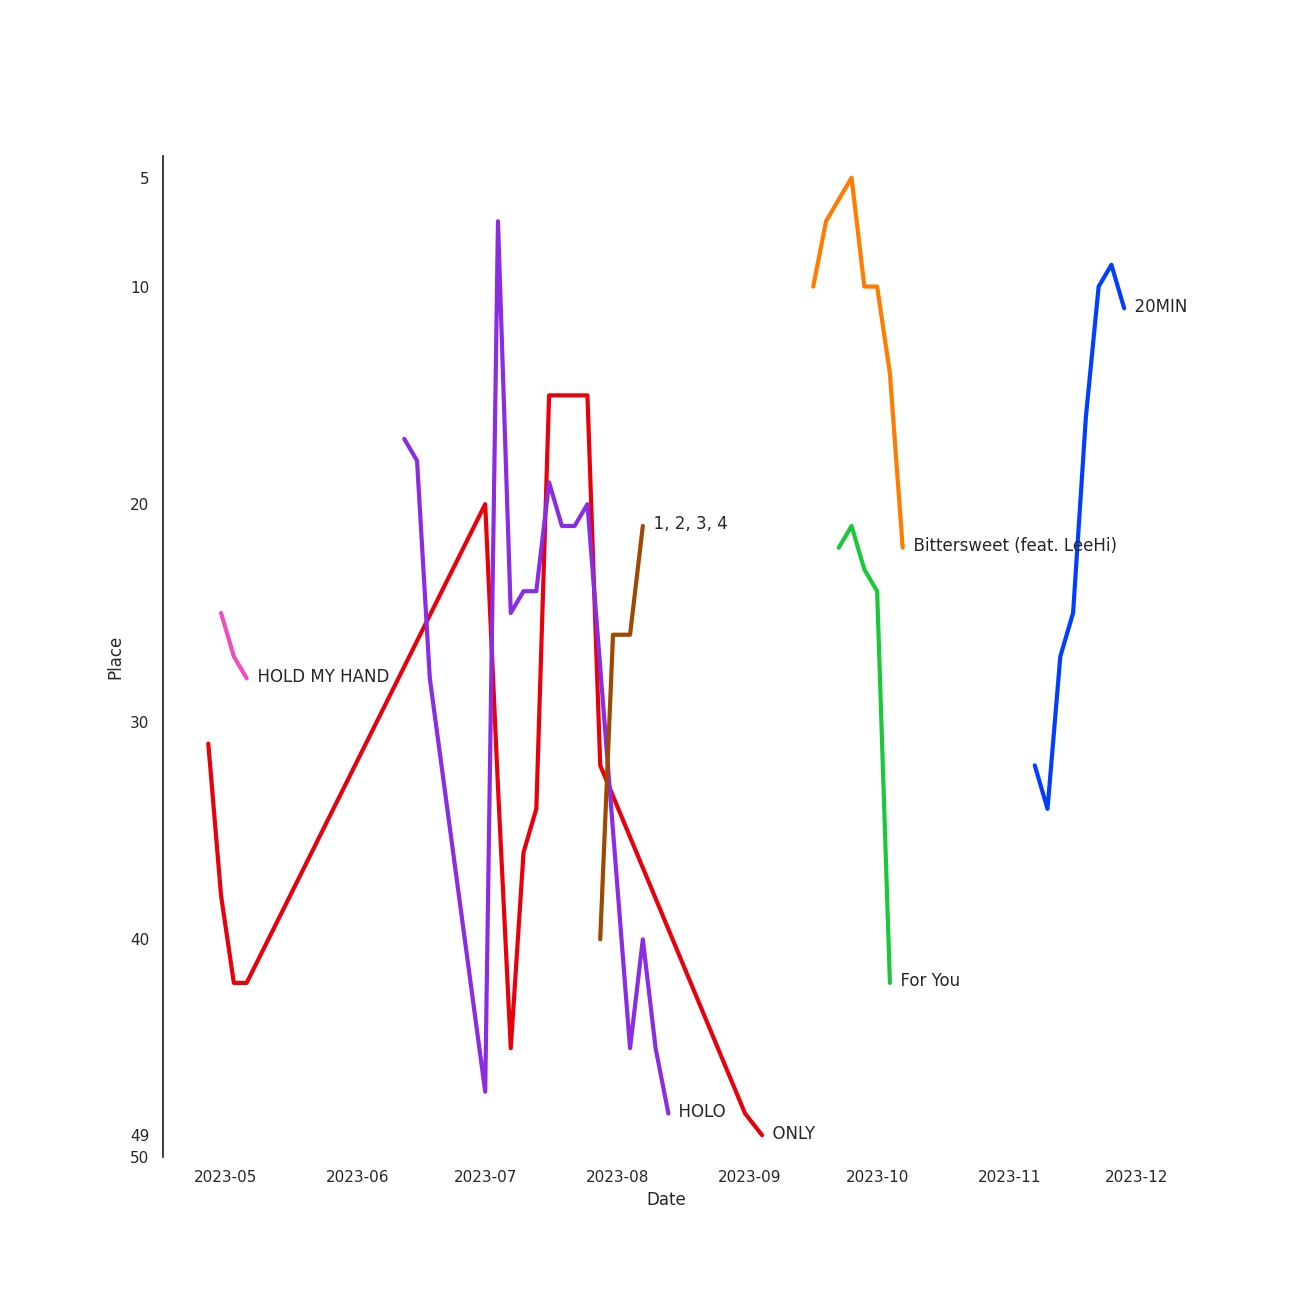 5
10
20
30
40
49
50
Place
20MIN
1, 2, 3, 4
Bittersweet (feat. LeeHi)
HOLD MY HAND
For You
HOLO
ONLY
2023-05
2023-06
2023-07
2023-08
2023-09
2023-10
2023-11
2023-12
Date